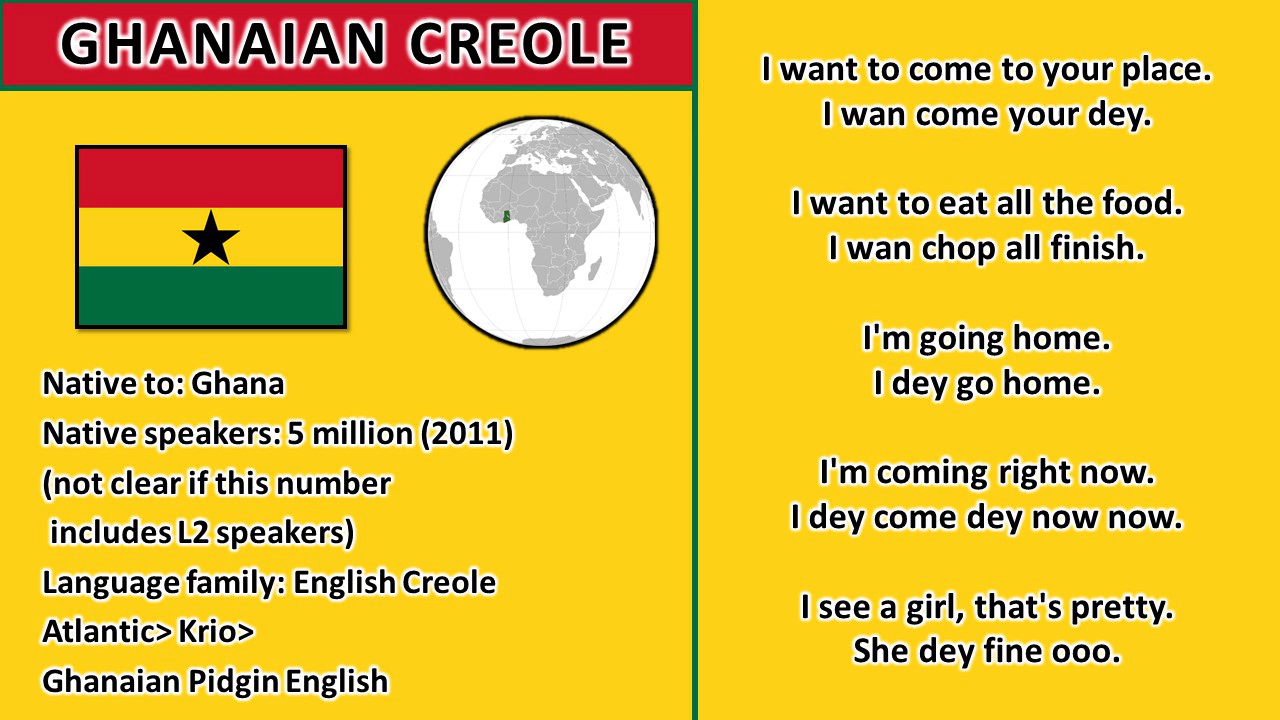 GHANAIAN CREOLE
Native to: Ghana
Native speakers: 5 million (2011)
(not clear if this number
includes L2 speakers)
Language family: English Creole
Atlantic> Krio>
Ghanaian Pidgin English
I want to come to your place.
I wan come your dey.
I want to eat all the food.
I wan chop all finish.
I'm going home.
I dey go home.
I'm coming right now.
I dey come dey now now.
I see a girl, that's pretty.
She dey fine ooo.